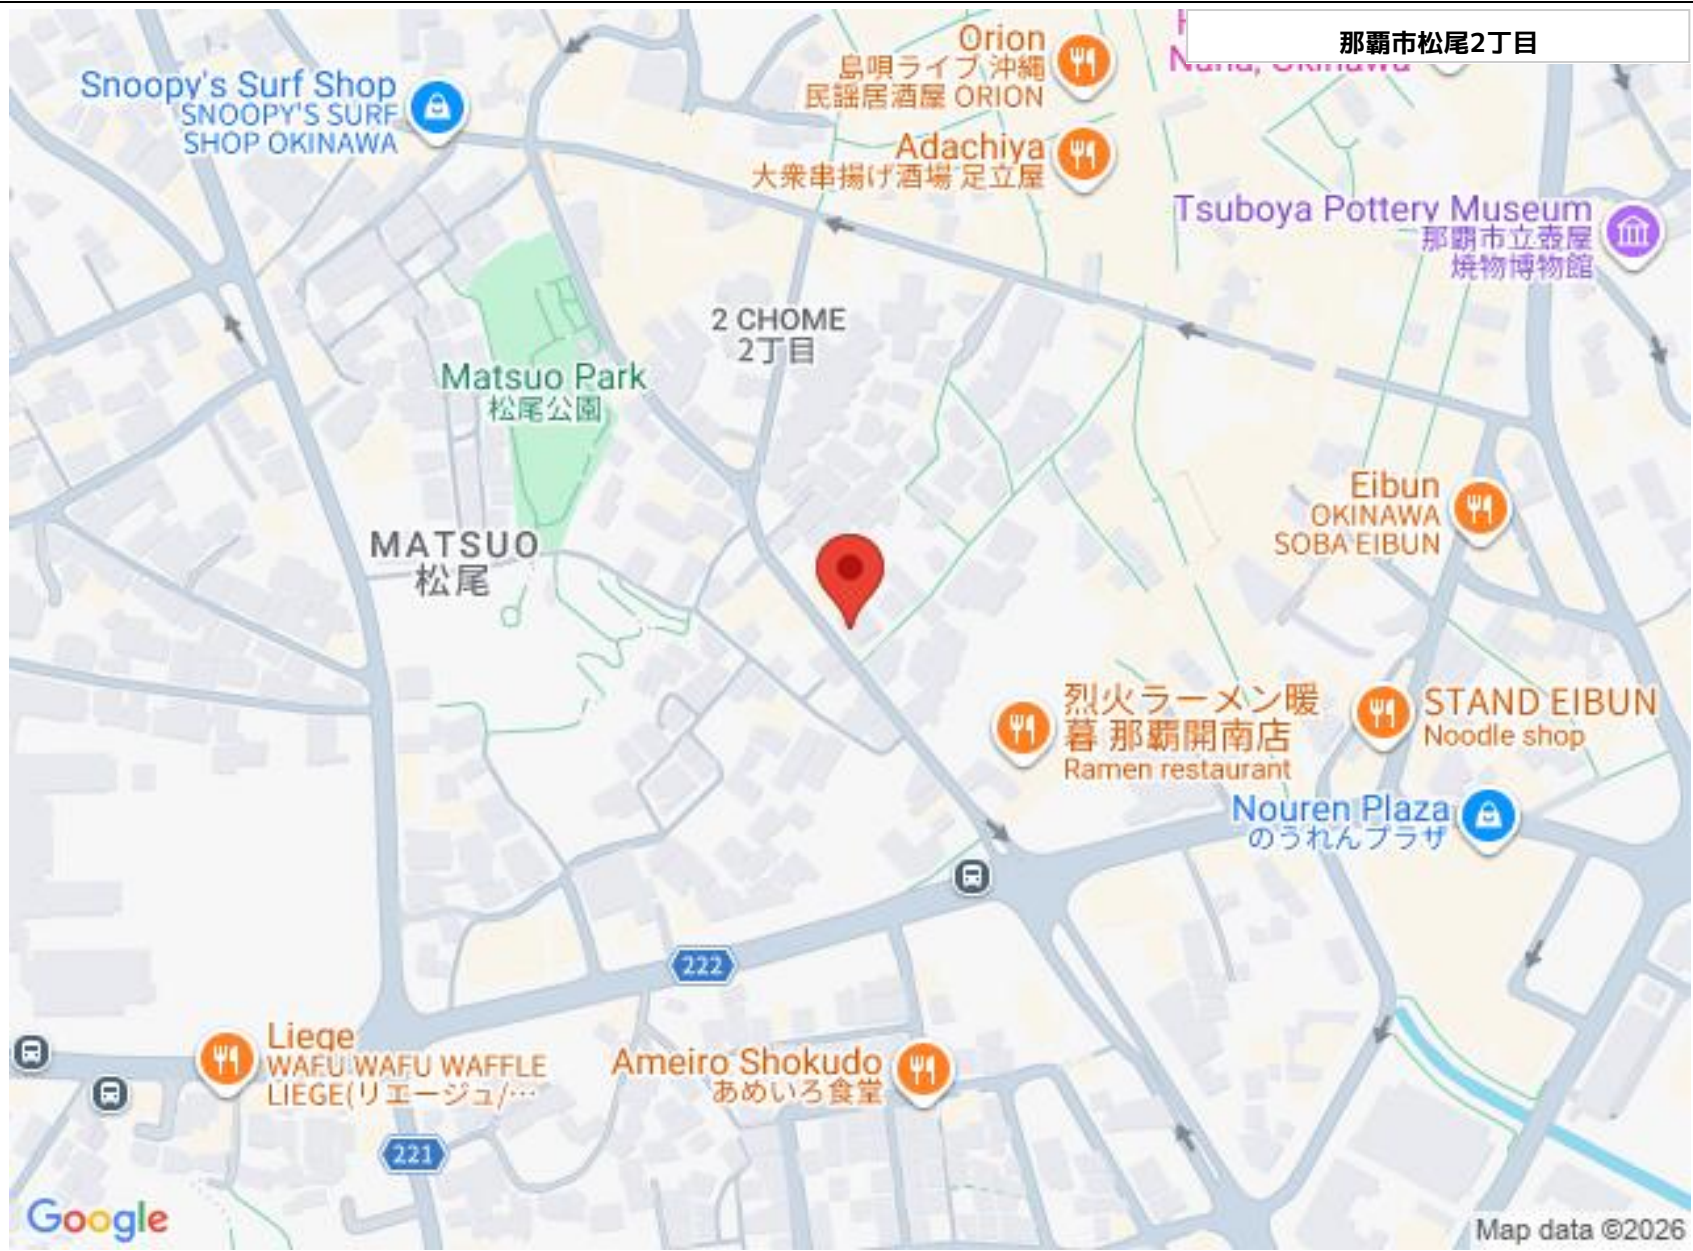 那覇市松尾2丁目
Orion
島唄ライブ 沖縄
民謡居酒屋 ORION
Snoopy's Surf Shop
SNOOPY'S SURF
SHOP OKINAWA
Adachiya
大衆串揚げ酒場 足立屋
Tsuboya Pottery Museum
那覇市立壺屋
焼物博物館
2 CHOME
2丁目
Matsuo Park
松尾公園
MATSUO
松尾
Eibun
OKINAWA
SOBA EIBUN
烈火ラーメン暖
暮 那覇開南店
Ramen restaurant
STAND EIBUN
Noodle shop
Nouren Plaza
のうれんプラザ
222
Liege
WAFU WAFU WAFFLE
LIEGE(リエージュ/…
Ameiro Shokudo
あめいろ食堂
221
Google
Map data ©2026